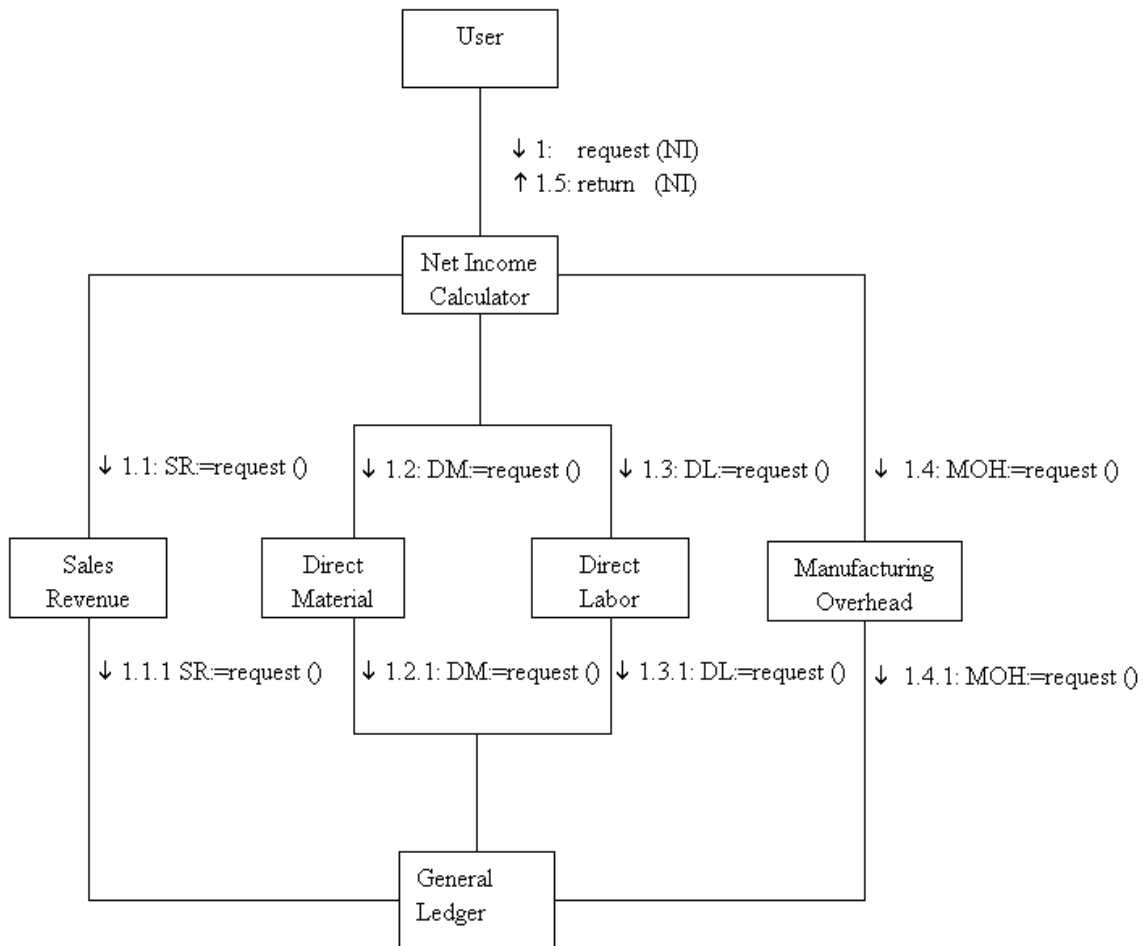 User
↓ 1: request (NI)
↑ 1.5: return (NI)
Net Income
Calculator
↓ 1.1: SR:=request ()
↓ 1.2: DM:=request ()
↓ 1.3: DL:=request ()
↓ 1.4: MOH:=request ()
Sales
Revenue
Direct
Material
Direct
Labor
Manufacturing
Overhead
↓ 1.1.1 SR:=request ()
↓ 1.2.1: DM:=request ()
↓ 1.3.1: DL:=request ()
↓ 1.4.1: MOH:=request ()
General
Ledger